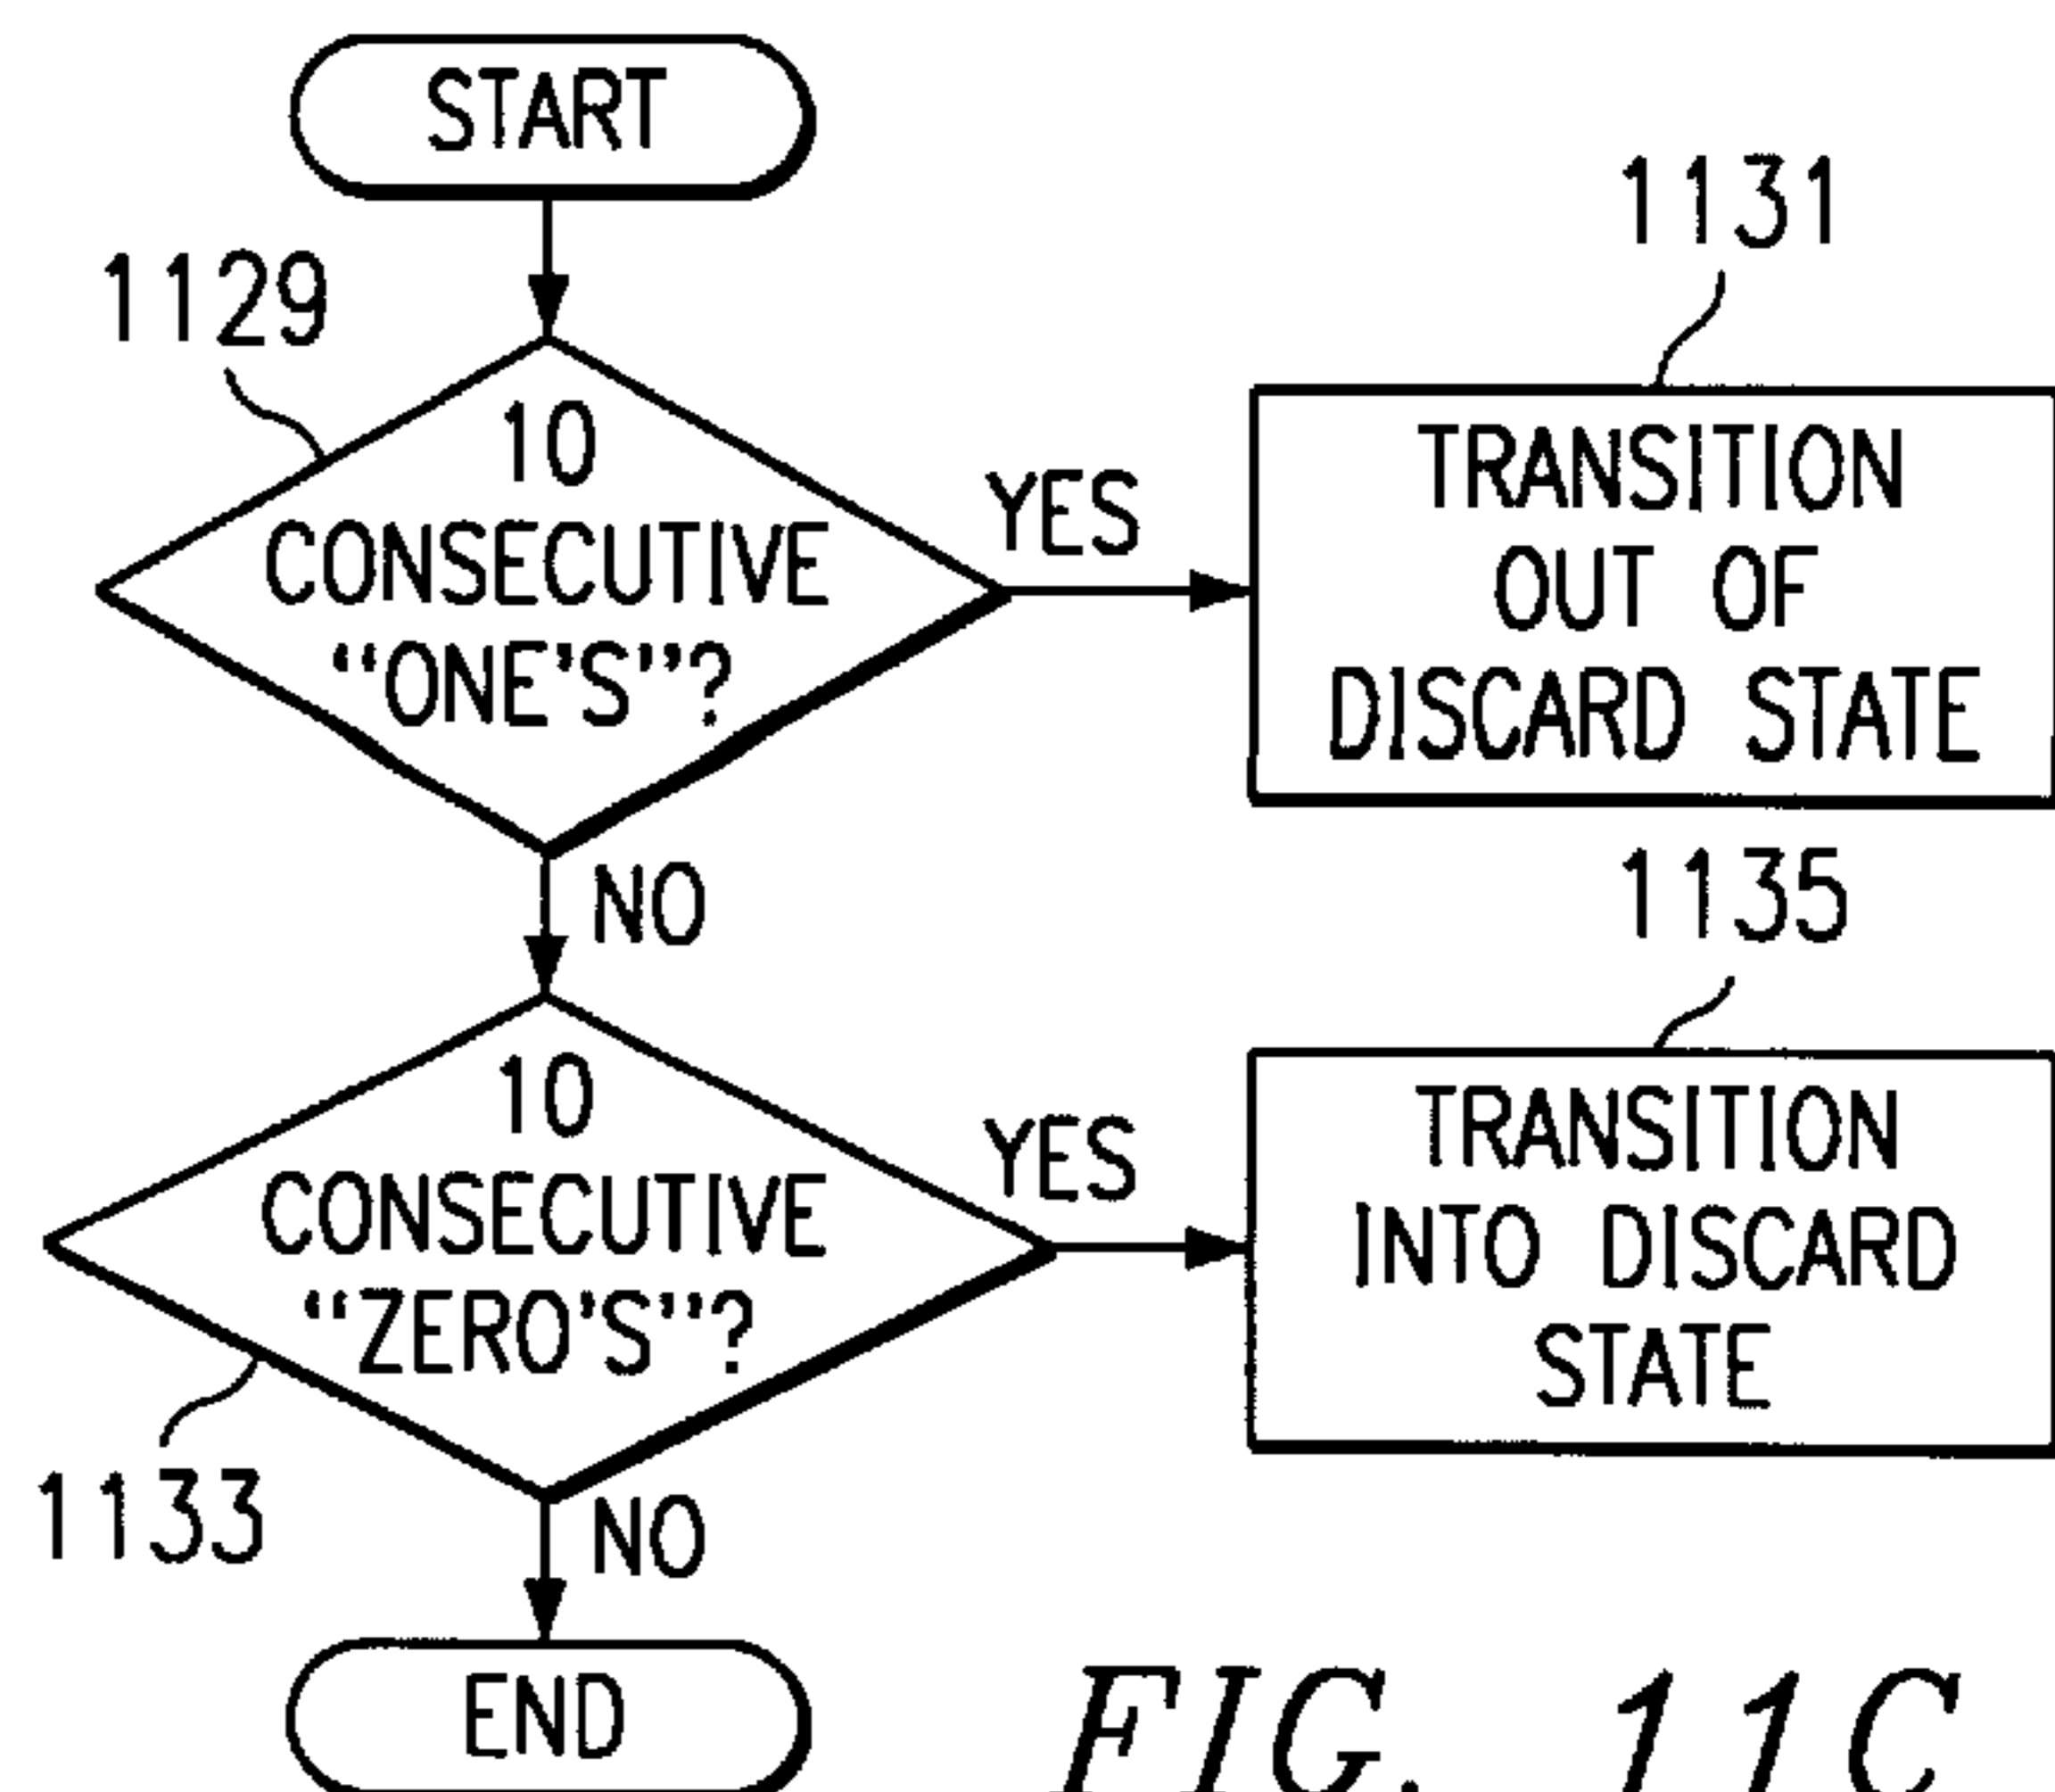 START
1129
10
CONSECUTIVE
“ONE'S”?
YES
1131
TRANSITION
OUT OF
DISCARD STATE
NO
10
CONSECUTIVE
“ZERO'S”?
1133
YES
1135
TRANSITION
INTO DISCARD
STATE
NO
END
FIG. 11C